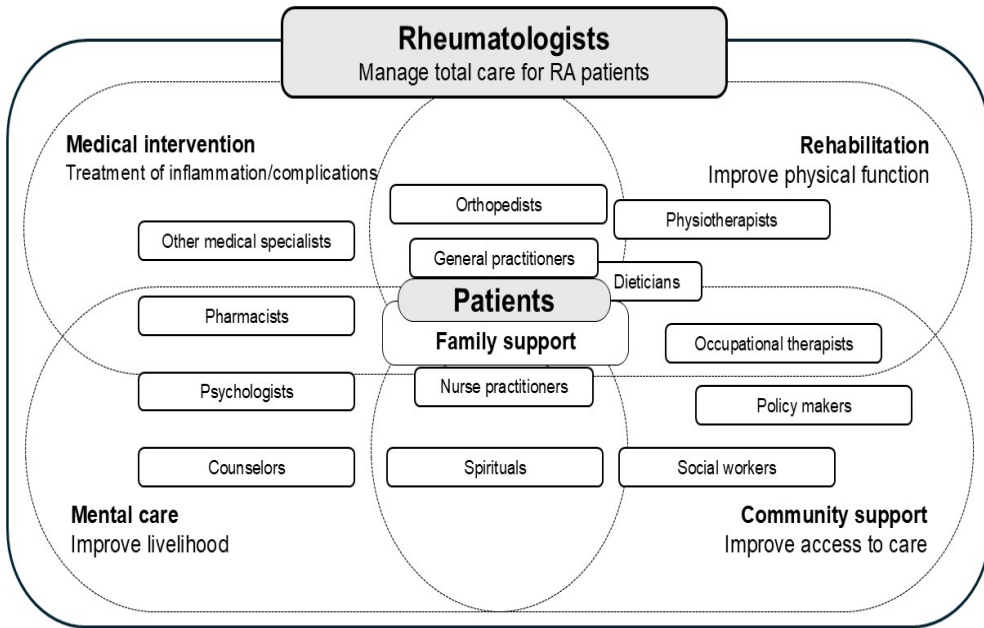 Rheumatologists
Manage total care for RA patients
Medical intervention
Treatment of inflammation/complications
Rehabilitation
Improve physical function
Orthopedists
Physiotherapists
Other medical specialists
General practitioners
Dieticians
Patients
Pharmacists
Family support
Occupational therapists
Psychologists
Nurse practitioners
Policy makers
Counselors
Spirituals
Social workers
Mental care
Improve livelihood
Community support
Improve access to care